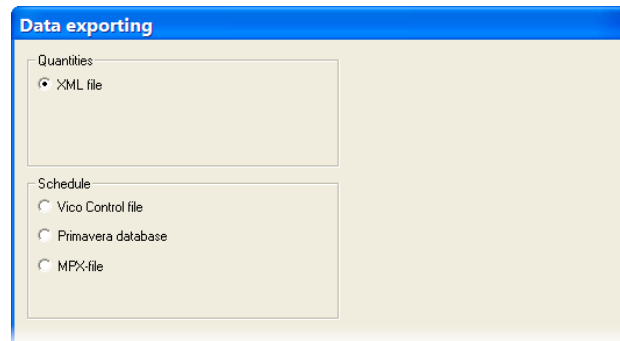 Data exporting
Quantities
XML file
Schedule
Vico Control file
Primavera database
MPX-file